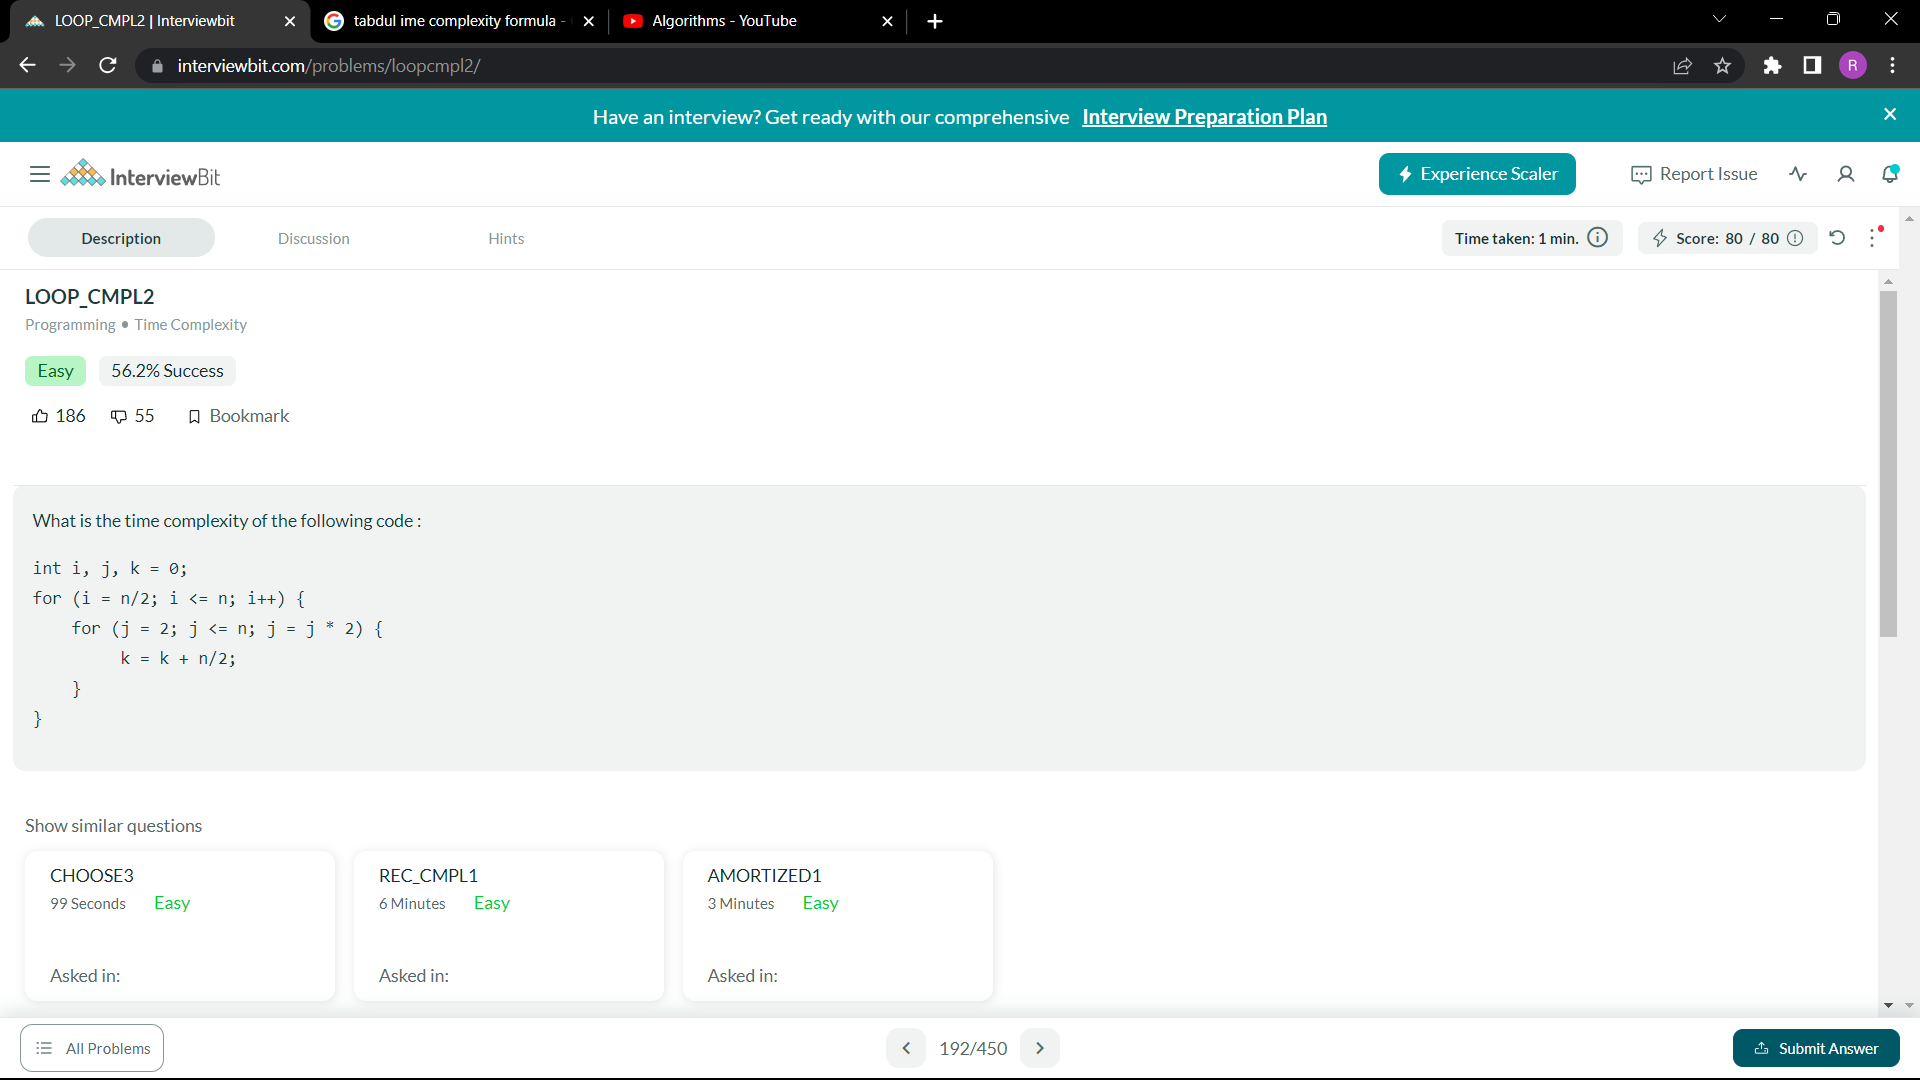 LOOP_CMPL2 | Interviewbit
tabdul ime complexity formula -
Algorithms - YouTube
interviewbit.com/problems/loopcmpl2/
R
Have an interview? Get ready with our comprehensive Interview Preparation Plan
InterviewBit
Experience Scaler
Report Issue
Description
Discussion
Hints
Time taken: 1 min.
Score: 80 / 80
LOOP_CMPL2
Programming • Time Complexity
Easy
56.2% Success
186
55
Bookmark
What is the time complexity of the following code :
int i, j, k = 0;
for (i = n/2; i <= n; i++) {
    for (j = 2; j <= n; j = j * 2) {
         k = k + n/2;
    }
}
Show similar questions
CHOOSE3
99 Seconds Easy
Asked in:
REC_CMPL1
6 Minutes Easy
Asked in:
AMORTIZED1
3 Minutes Easy
Asked in:
All Problems
192/450
Submit Answer